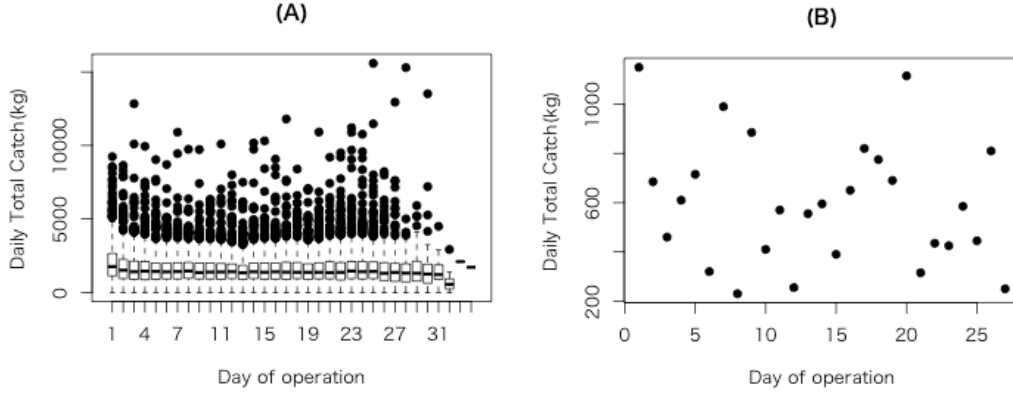 (A)
Daily Total Catch(kg)
10000
5000
0
1 4 7 11 15 19 23 27 31
Day of operation
(B)
Daily Total Catch(kg)
1000
600
200
0 5 10 15 20 25
Day of operation